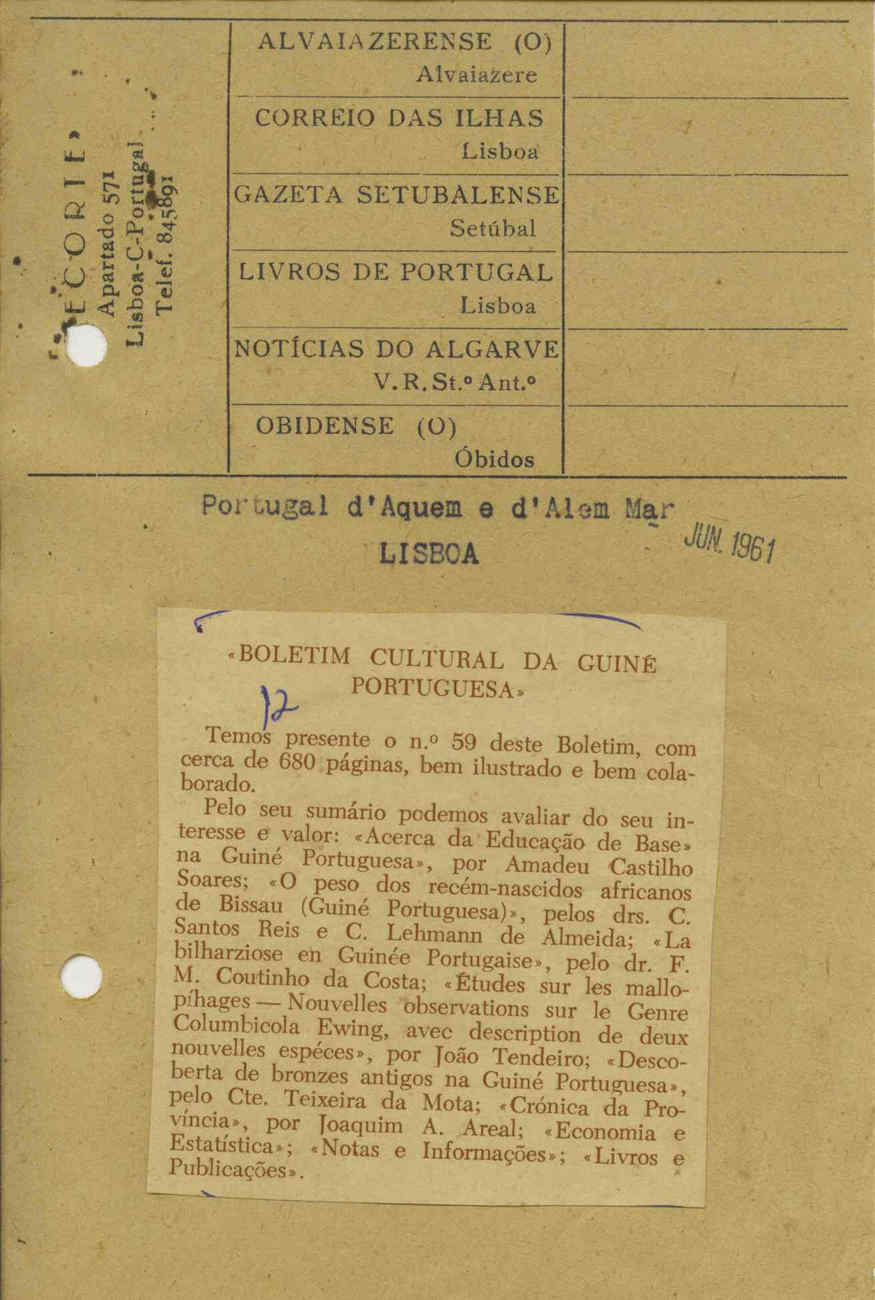 ECORTE»
Apartado 571
Lisboa-C-Portugal
Telef. 845891
ALVAIAZERENSE (O)
Alvaiazere
CORREIO DAS ILHAS
Lisboa
GAZETA SETUBALENSE
Setúbal
LIVROS DE PORTUGAL
Lisboa
NOTÍCIAS DO ALGARVE
V. R. St.º Ant.º
OBIDENSE (O)
Óbidos
Portugal d'Aquem e d'Alem Mar
LISBOA
JUN. 1961
«BOLETIM CULTURAL DA GUINÉ
PORTUGUESA»
12
Temos presente o n.º 59 deste Boletim, com
cerca de 680 páginas, bem ilustrado e bem cola-
borado.
Pelo seu sumário podemos avaliar do seu in-
teresse e valor: «Acerca da Educação de Base»
na Guiné Portuguesa», por Amadeu Castilho
Soares; «O peso dos recém-nascidos africanos
de Bissau (Guiné Portuguesa)», pelos drs. C.
Santos Reis e C. Lehmann de Almeida; «La
bilharziose en Guinée Portugaise», pelo dr. F.
M. Coutinho da Costa; «Études sur les mallo-
phages — Nouvelles observations sur le Genre
Columbicola Ewing, avec description de deux
nouvelles espéces», por João Tendeiro; «Desco-
berta de bronzes antigos na Guiné Portuguesa»,
pelo Cte. Teixeira da Mota; «Crónica da Pro-
víncia», por Joaquim A. Areal; «Economia e
Estatística»; «Notas e Informações»; «Livros e
Publicações».